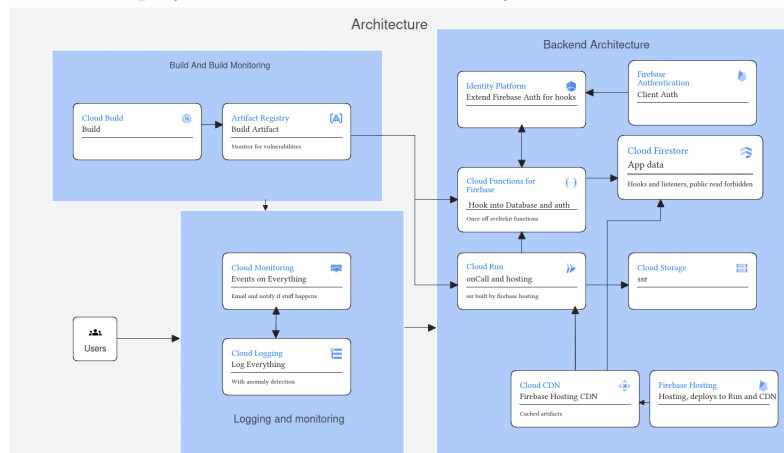 Architecture
Build And Build Monitoring
Cloud Build
Build
Artifact Registry
Build Artifact
Monitor for vulnerabilities
Backend Architecture
Identity Platform
Extend Firebase Auth for hooks
Firebase
Authentication
Client Auth
Cloud Functions for
Firebase
Hook into Database and auth
Once off sveltekit functions
Cloud Firestore
App data
Hooks and listeners, public read forbidden
Cloud Run
onCall and hosting
ssr built by firebase hosting
Cloud Storage
ssr
Cloud CDN
Firebase Hosting CDN
Cached artifacts
Firebase Hosting
Hosting, deploys to Run and CDN
Users
Cloud Monitoring
Events on Everything
Email and notify if stuff happens
Cloud Logging
Log Everything
With anomaly detection
Logging and monitoring